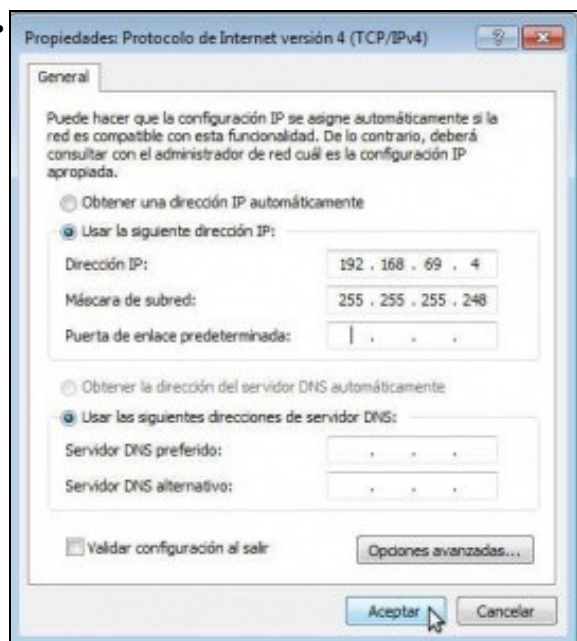 Propiedades: Protocolo de Internet versión 4 (TCP/IPv4)
General
Puede hacer que la configuración IP se asigne automáticamente si la
red es compatible con esta funcionalidad. De lo contrario, deberá
consultar con el administrador de red cuál es la configuración IP
apropiada.
Obtener una dirección IP automáticamente
Usar la siguiente dirección IP:
Dirección IP: 192 . 168 . 69 . 4
Máscara de subred: 255 . 255 . 255 . 248
Puerta de enlace predeterminada: . . .
Obtener la dirección del servidor DNS automáticamente
Usar las siguientes direcciones de servidor DNS:
Servidor DNS preferido: . . .
Servidor DNS alternativo: . . .
Validar configuración al salir Opciones avanzadas...
Aceptar Cancelar